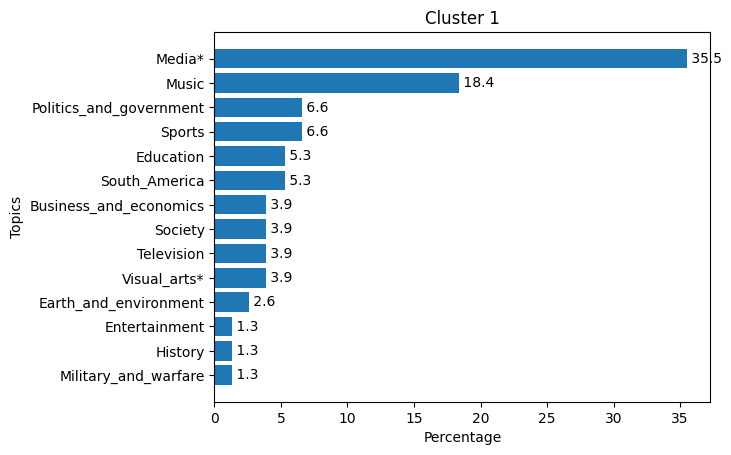 Cluster 1
Topics
Media* 35.5
Music 18.4
Politics_and_government 6.6
Sports 6.6
Education 5.3
South_America 5.3
Business_and_economics 3.9
Society 3.9
Television 3.9
Visual_arts* 3.9
Earth_and_environment 2.6
Entertainment 1.3
History 1.3
Military_and_warfare 1.3
0 5 10 15 20 25 30 35
Percentage